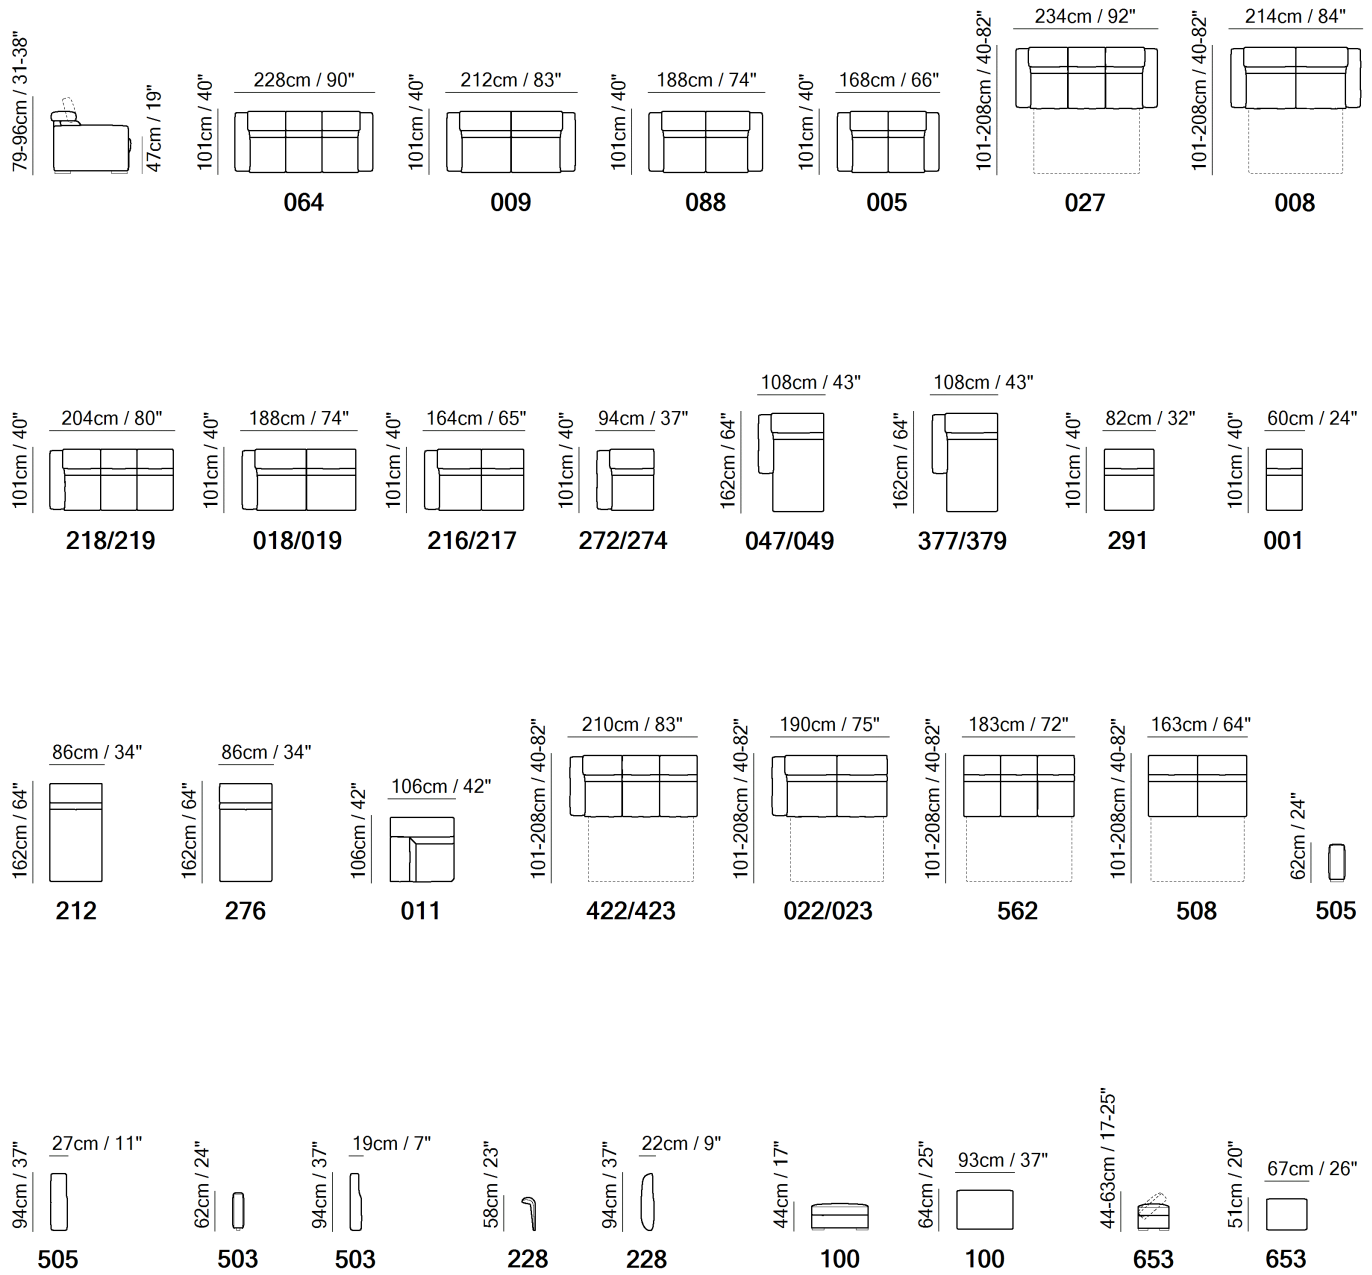 79-96cm / 31-38"
47cm / 19"
101cm / 40"
228cm / 90"
064
101cm / 40"
212cm / 83"
009
101cm / 40"
188cm / 74"
088
101cm / 40"
168cm / 66"
005
101-208cm / 40-82"
234cm / 92"
027
101-208cm / 40-82"
214cm / 84"
008
101cm / 40"
204cm / 80"
218/219
101cm / 40"
188cm / 74"
018/019
101cm / 40"
164cm / 65"
216/217
101cm / 40"
94cm / 37"
272/274
162cm / 64"
108cm / 43"
047/049
162cm / 64"
108cm / 43"
377/379
101cm / 40"
82cm / 32"
291
101cm / 40"
60cm / 24"
001
162cm / 64"
86cm / 34"
212
162cm / 64"
86cm / 34"
276
106cm / 42"
106cm / 42"
011
101-208cm / 40-82"
210cm / 83"
422/423
101-208cm / 40-82"
190cm / 75"
022/023
101-208cm / 40-82"
183cm / 72"
562
101-208cm / 40-82"
163cm / 64"
508
62cm / 24"
505
94cm / 37"
27cm / 11"
505
62cm / 24"
503
94cm / 37"
19cm / 7"
503
58cm / 23"
228
94cm / 37"
22cm / 9"
228
44cm / 17"
100
64cm / 25"
93cm / 37"
100
44-63cm / 17-25"
653
51cm / 20"
67cm / 26"
653